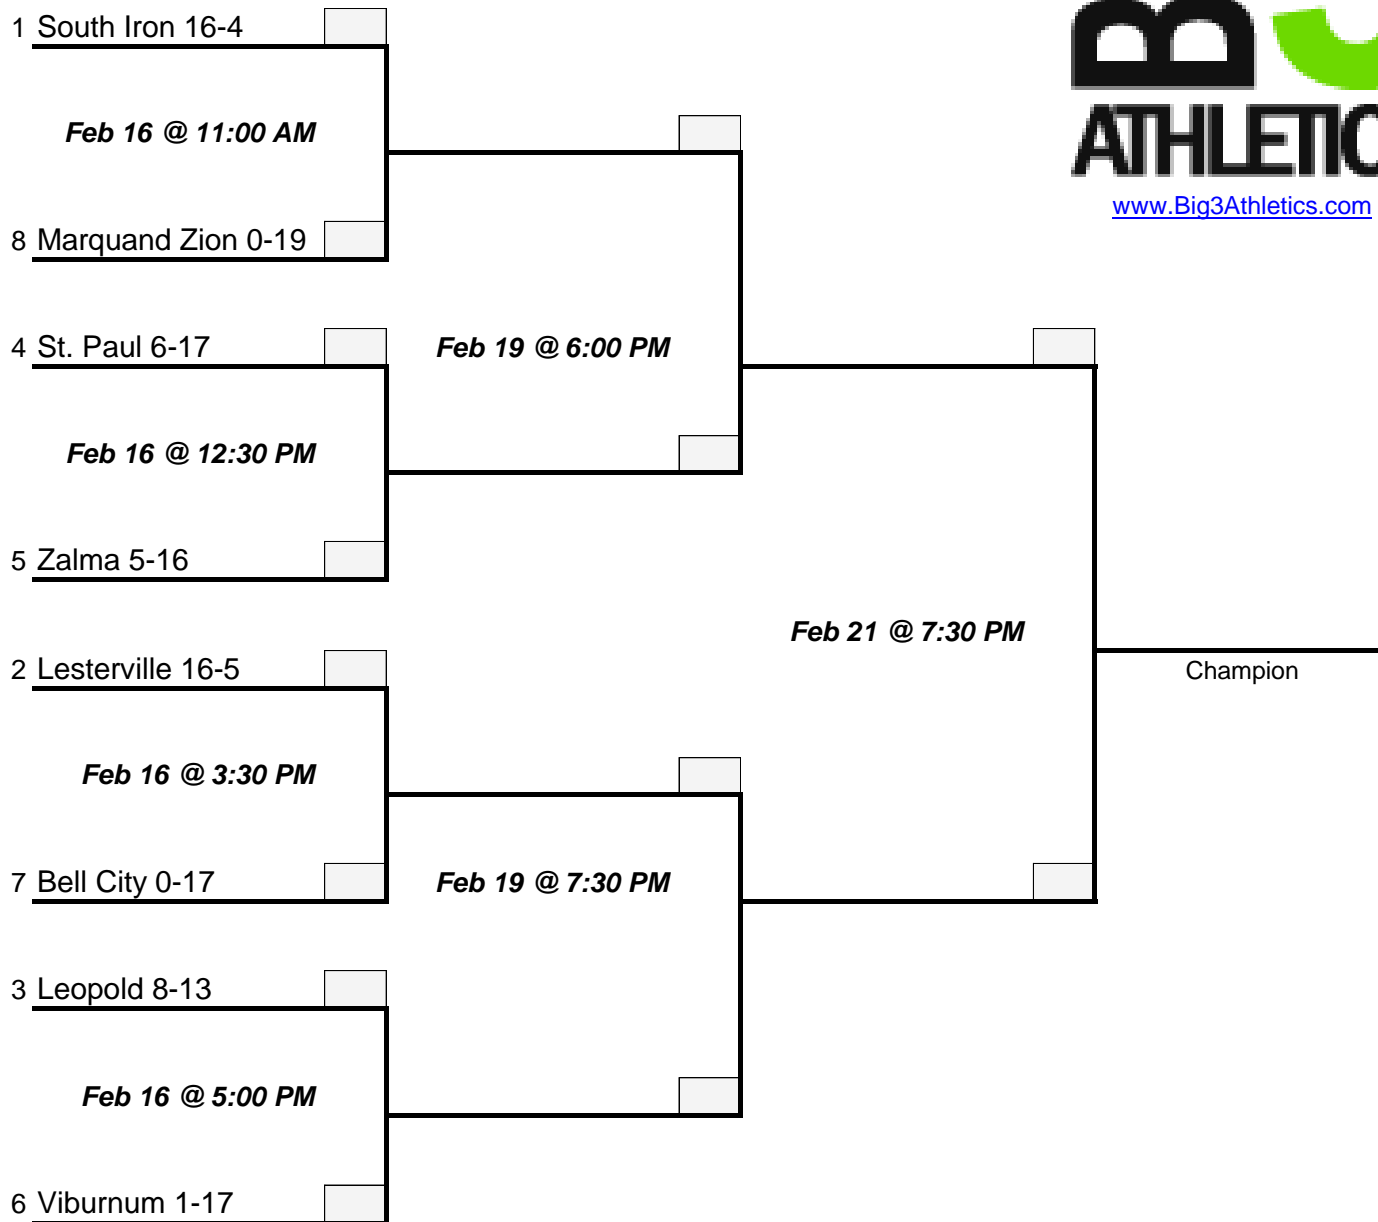 1 South Iron 16-4
Feb 16 @ 11:00 AM
8 Marquand Zion 0-19
4 St. Paul 6-17
Feb 16 @ 12:30 PM
5 Zalma 5-16
2 Lesterville 16-5
Feb 16 @ 3:30 PM
7 Bell City 0-17
3 Leopold 8-13
Feb 16 @ 5:00 PM
6 Viburnum 1-17
Feb 19 @ 6:00 PM
Feb 19 @ 7:30 PM
Feb 21 @ 7:30 PM
Champion
B
ATHLETIC
www.Big3Athletics.com